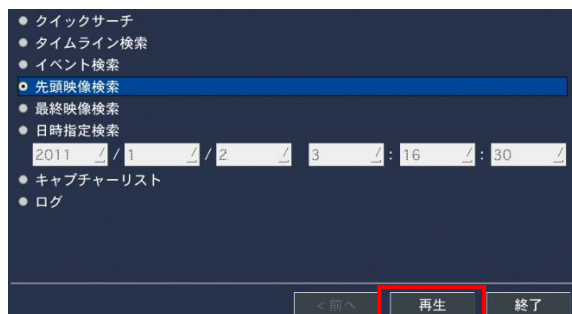 クイックサーチ
タイムライン検索
イベント検索
先頭映像検索
最終映像検索
日時指定検索
2011 / 1 / 2 3 : 16 : 30
キャプチャーリスト
ログ
<前へ 再生 終了